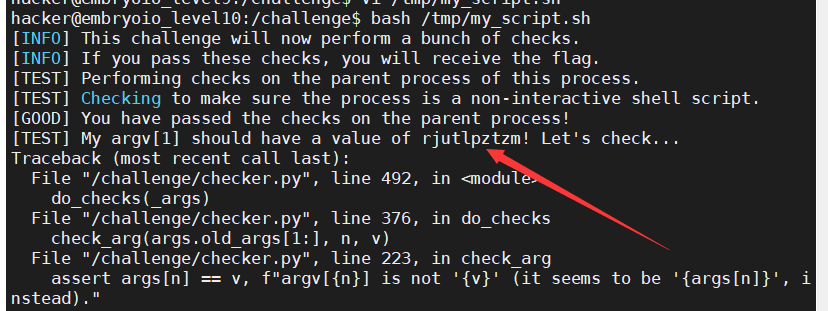 hacker@embryoio_level9:/challenge$ vi /tmp/my_script.sh
hacker@embryoio_level10:/challenge$ bash /tmp/my_script.sh
[INFO] This challenge will now perform a bunch of checks.
[INFO] If you pass these checks, you will receive the flag.
[TEST] Performing checks on the parent process of this process.
[TEST] Checking to make sure the process is a non-interactive shell script.
[GOOD] You have passed the checks on the parent process!
[TEST] My argv[1] should have a value of rjutlpztzm! Let's check...
Traceback (most recent call last):
  File "/challenge/checker.py", line 492, in <module>
    do_checks(_args)
  File "/challenge/checker.py", line 376, in do_checks
    check_arg(args.old_args[1:], n, v)
  File "/challenge/checker.py", line 223, in check_arg
    assert args[n] == v, f"argv[{n}] is not '{v}' (it seems to be '{args[n]}', i
nstead)."